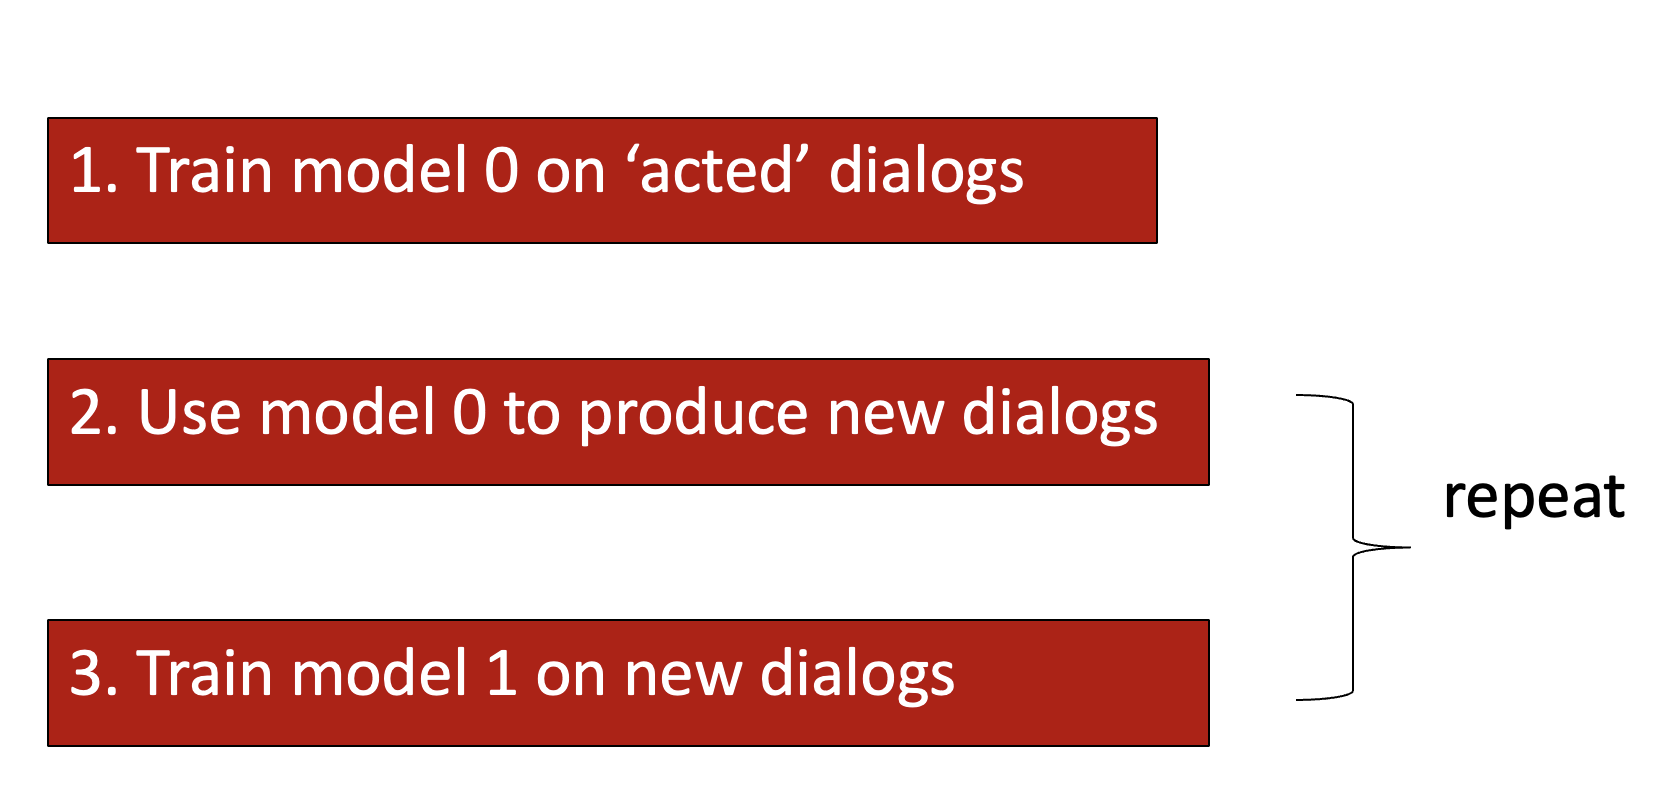 1. Train model 0 on ‘acted’ dialogs
2. Use model 0 to produce new dialogs
repeat
3. Train model 1 on new dialogs